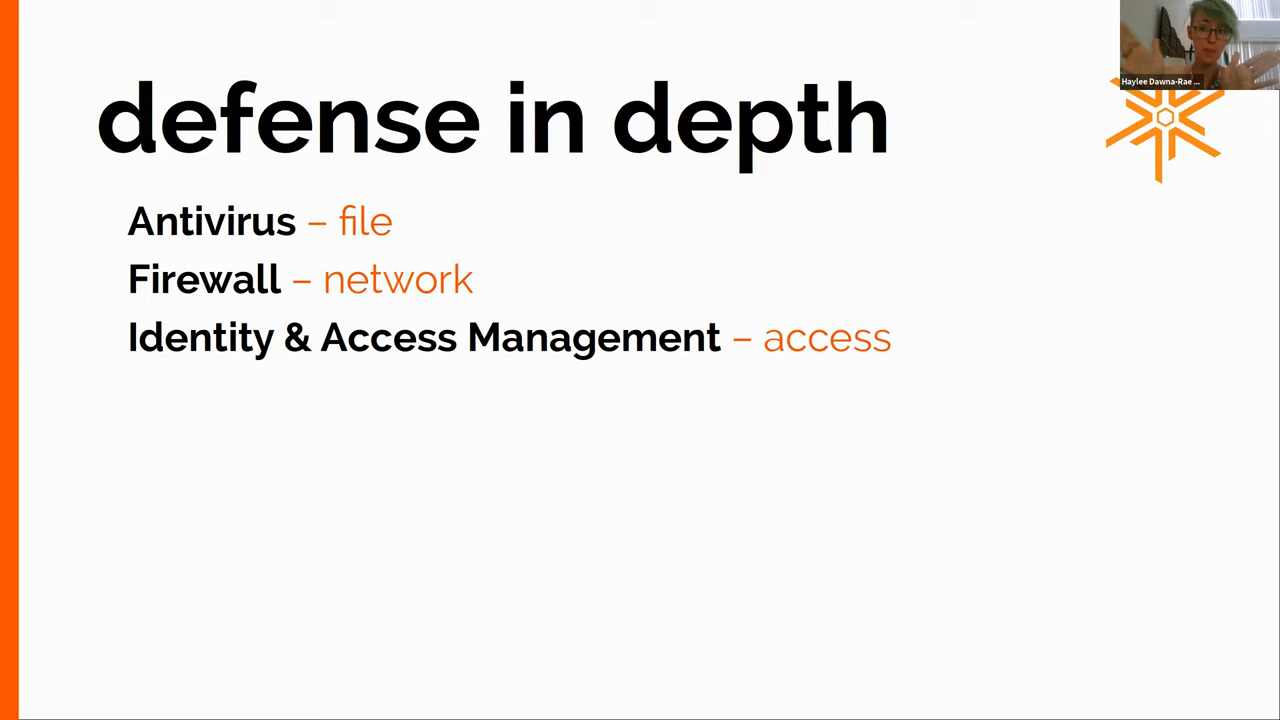 defense in depth
Haylee Dawna-Rae ...
Antivirus – file
Firewall – network
Identity & Access Management – access